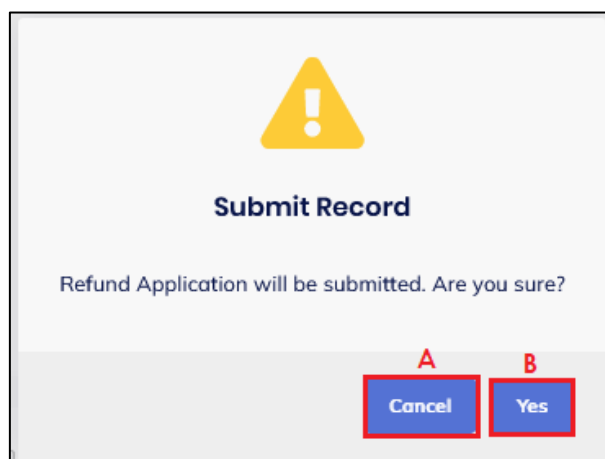 Submit Record
Refund Application will be submitted. Are you sure?
A B
Cancel Yes